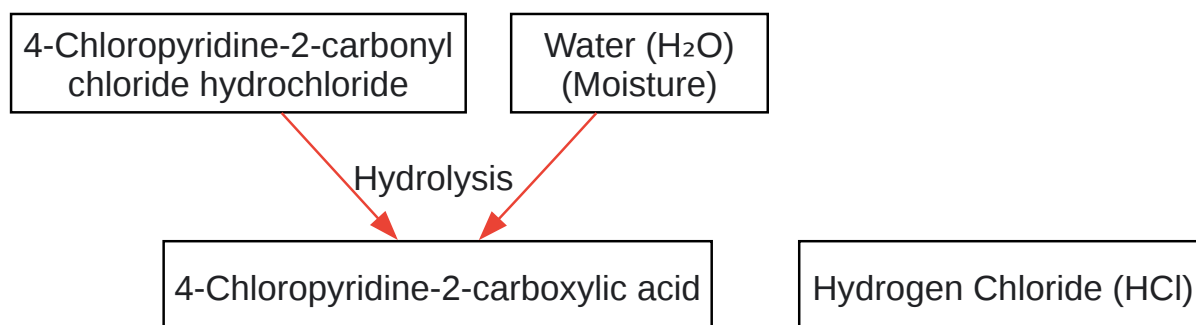 4-Chloropyridine-2-carbonyl
chloride hydrochloride
Water (H₂O)
(Moisture)
Hydrolysis
4-Chloropyridine-2-carboxylic acid
Hydrogen Chloride (HCl)